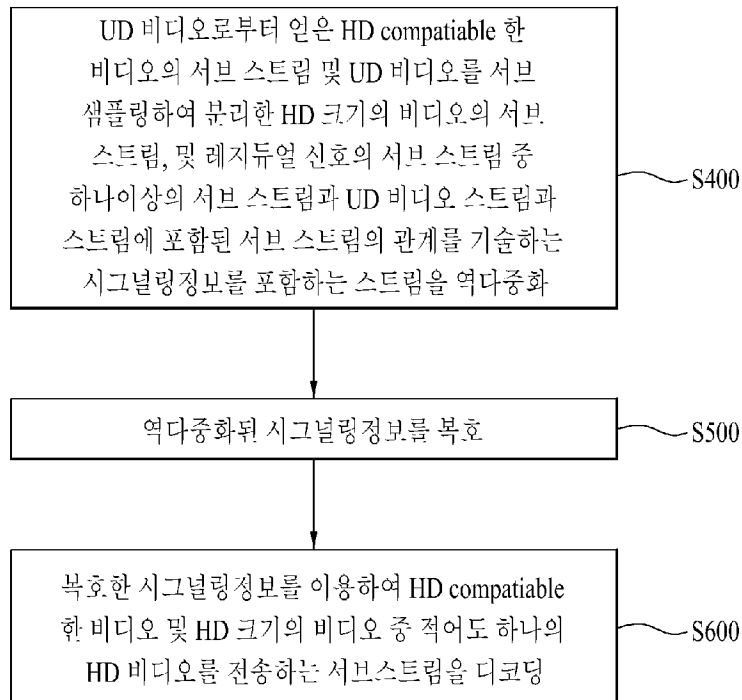 UD 비디오로부터 얻은 HD compatiable 한
비디오의 서브 스트림 및 UD 비디오를 서브
샘플링하여 분리한 HD 크기의 비디오의 서브
스트림, 및 레지듀얼 신호의 서브 스트림 중
하나이상의 서브 스트림과 UD 비디오 스트림과
스트림에 포함된 서브 스트림의 관계를 기술하는
시그널링정보를 포함하는 스트림을 역다중화
S400
역다중화된 시그널링정보를 복호
S500
복호한 시그널링정보를 이용하여 HD compatiable
한 비디오 및 HD 크기의 비디오 중 적어도 하나의
HD 비디오를 전송하는 서브스트림을 디코딩
S600